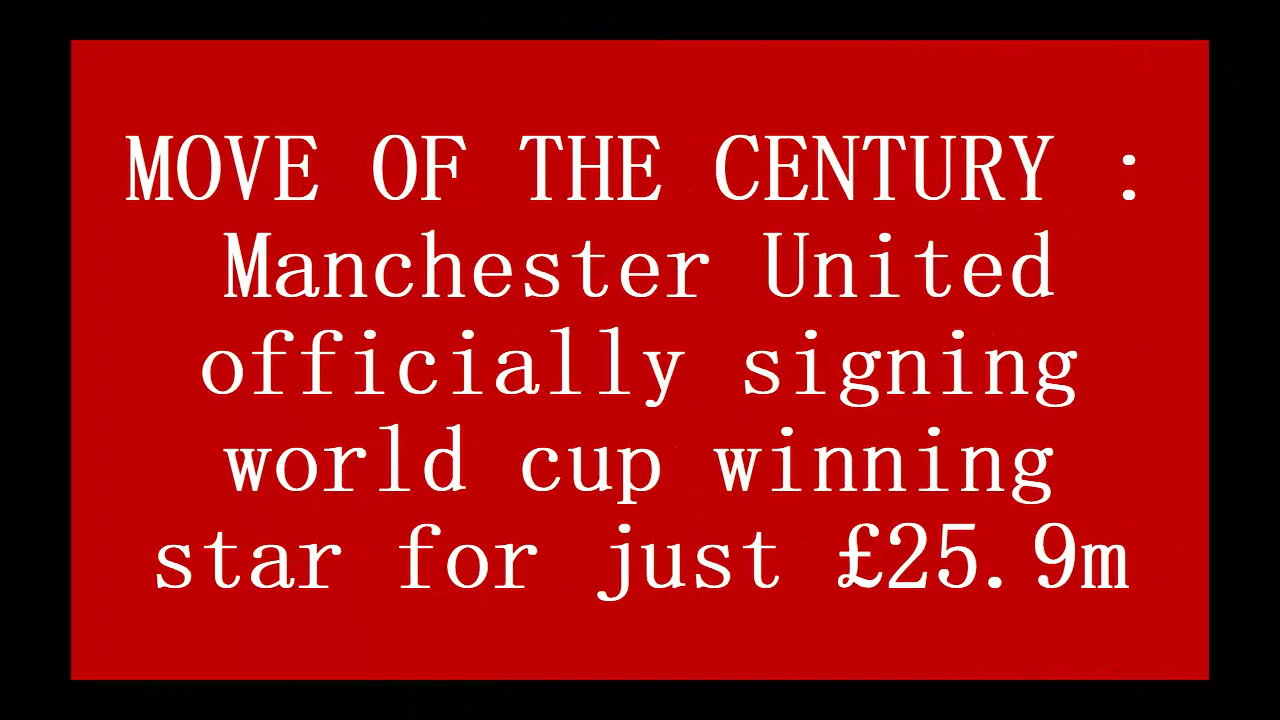 MOVE OF THE CENTURY :
Manchester United
officially signing
world cup winning
star for just £25.9m